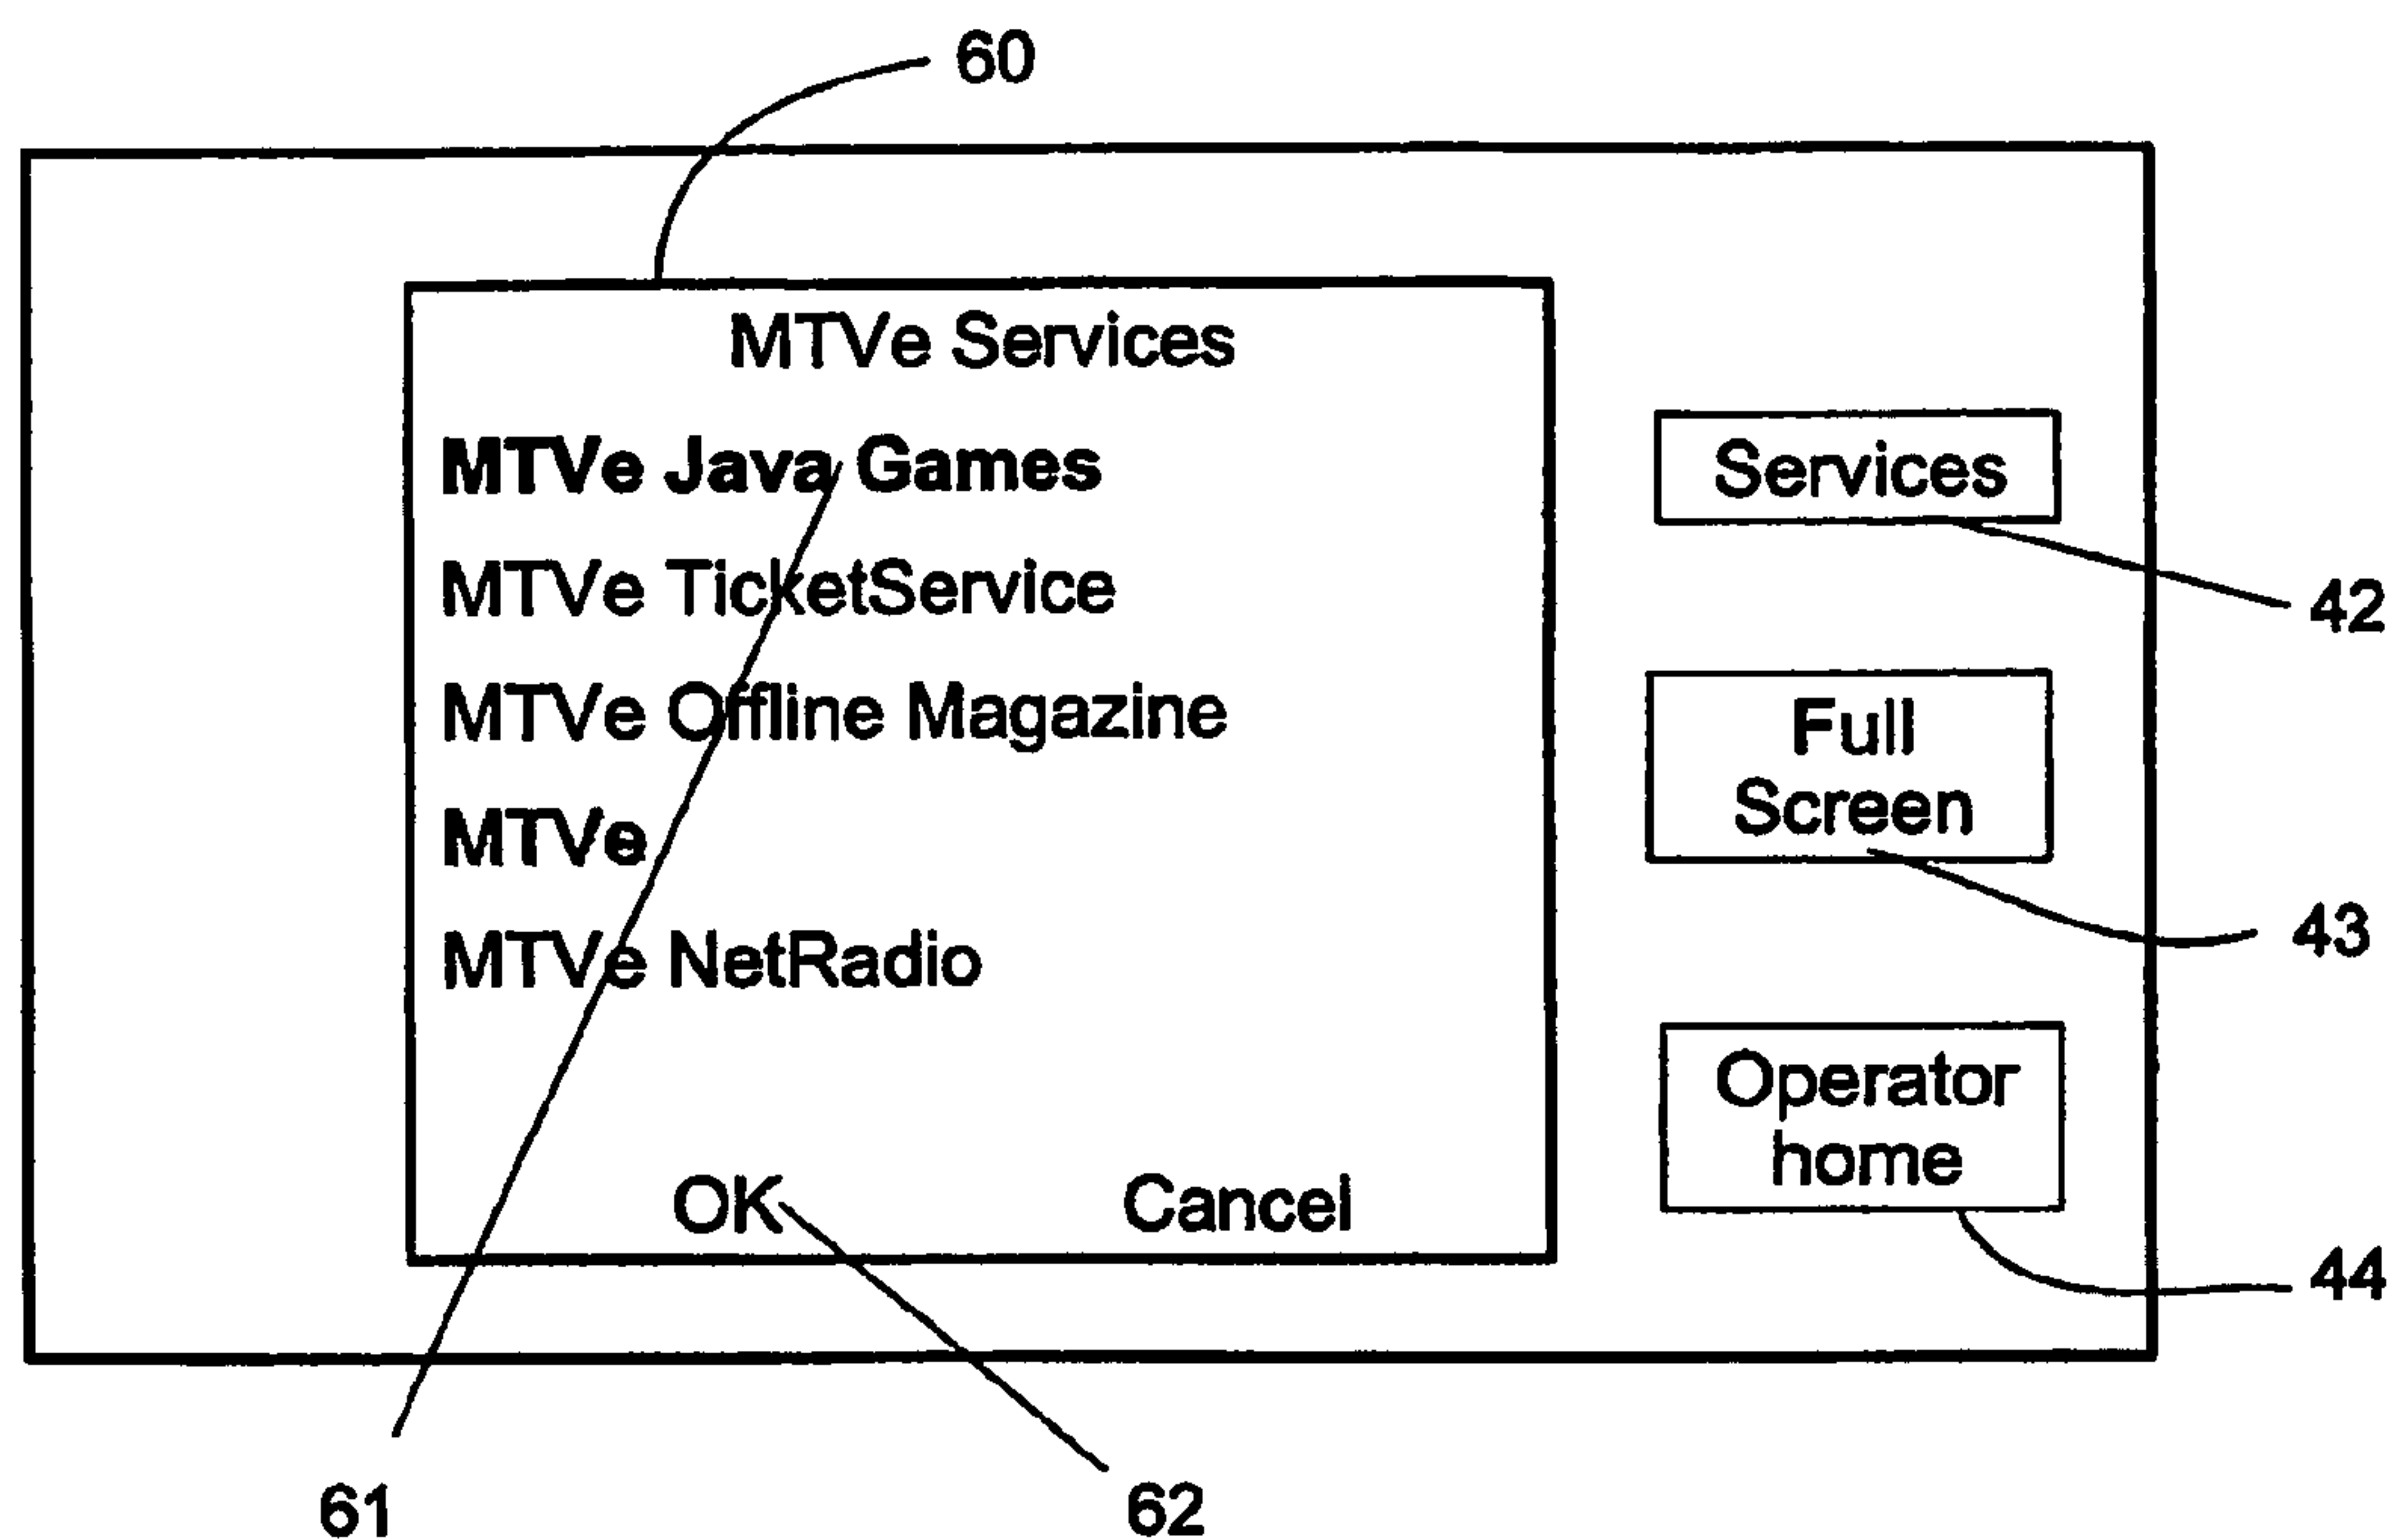 60
MTVe Services
MTVe Java Games
MTVe TicketService
MTVe Offline Magazine
MTVe
MTVe NetRadio
OK Cancel
Services
42
Full
Screen
43
Operator
home
44
61
62